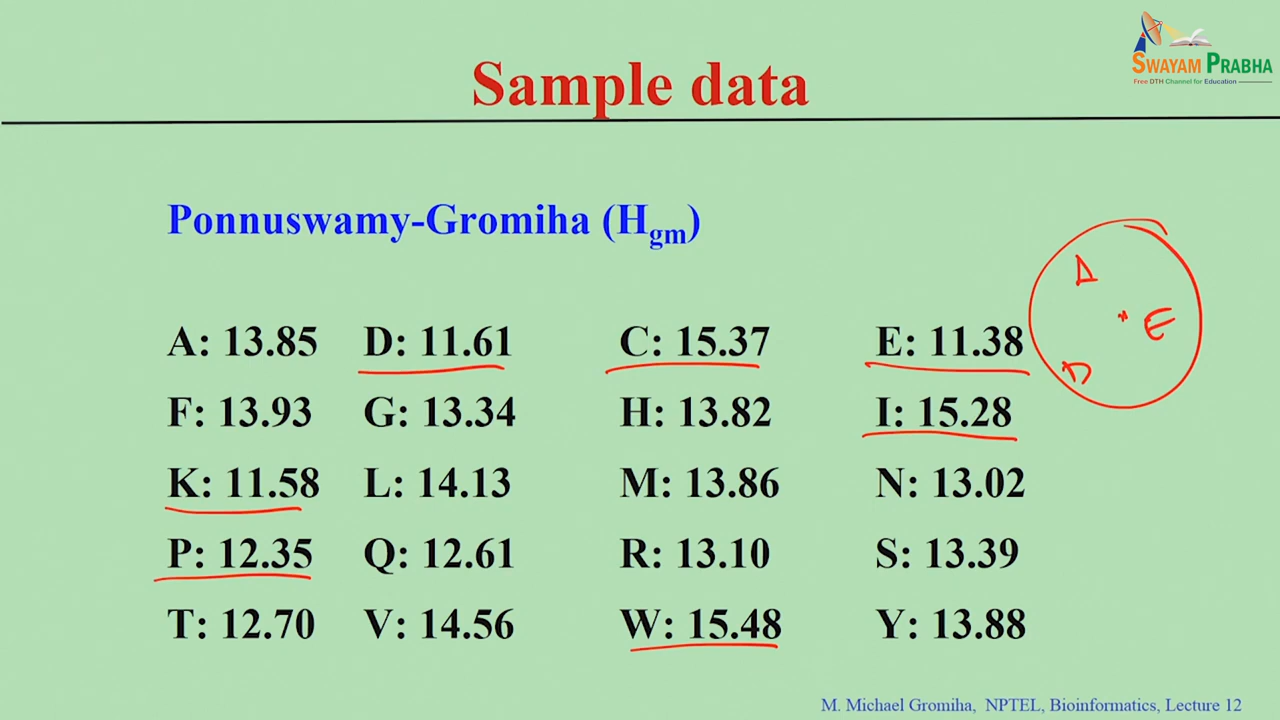 SWAYAM PRABHA
Free DTH Channel for Education
Sample data
Ponnuswamy-Gromiha (Hgm)
A: 13.85 D: 11.61 C: 15.37 E: 11.38
F: 13.93 G: 13.34 H: 13.82 I: 15.28
K: 11.58 L: 14.13 M: 13.86 N: 13.02
P: 12.35 Q: 12.61 R: 13.10 S: 13.39
T: 12.70 V: 14.56 W: 15.48 Y: 13.88
D
E
D
M. Michael Gromiha, NPTEL, Bioinformatics, Lecture 12